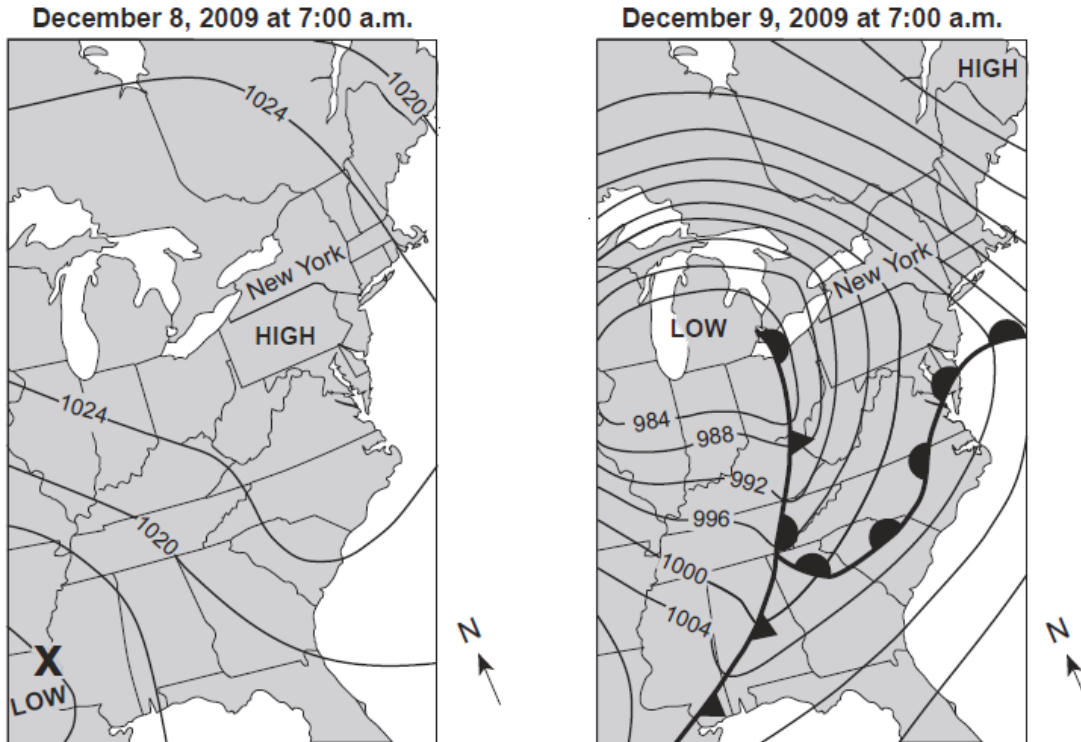 December 8, 2009 at 7:00 a.m.
1024
1020
New York
HIGH
1024
1020
X
LOW
N
December 9, 2009 at 7:00 a.m.
HIGH
New York
LOW
984
988
992
996
1000
1004
N